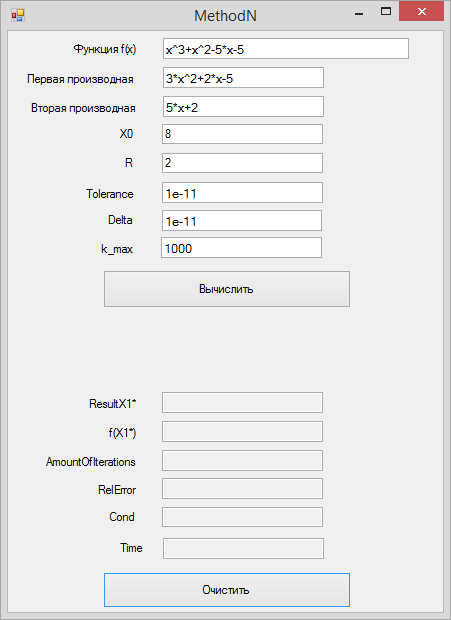 MethodN
Функция f(x) x^3+x^2-5*x-5
Первая производная 3*x^2+2*x-5
Вторая производная 5*x+2
X0 8
R 2
Tolerance 1e-11
Delta 1e-11
k_max 1000
Вычислить
ResultX1*
f(X1*)
AmountOfIterations
RelError
Cond
Time
Очистить